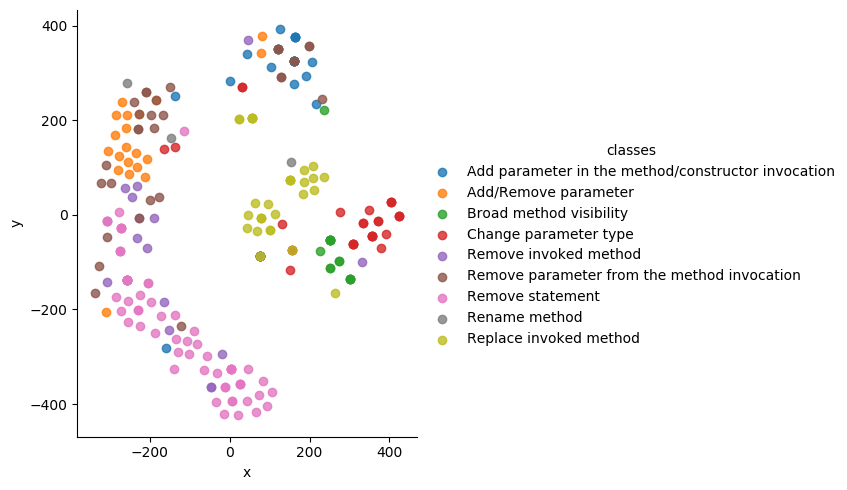 400
200
0
−200
−400
y
−200
0
200
400
x
classes
Add parameter in the method/constructor invocation
Add/Remove parameter
Broad method visibility
Change parameter type
Remove invoked method
Remove parameter from the method invocation
Remove statement
Rename method
Replace invoked method